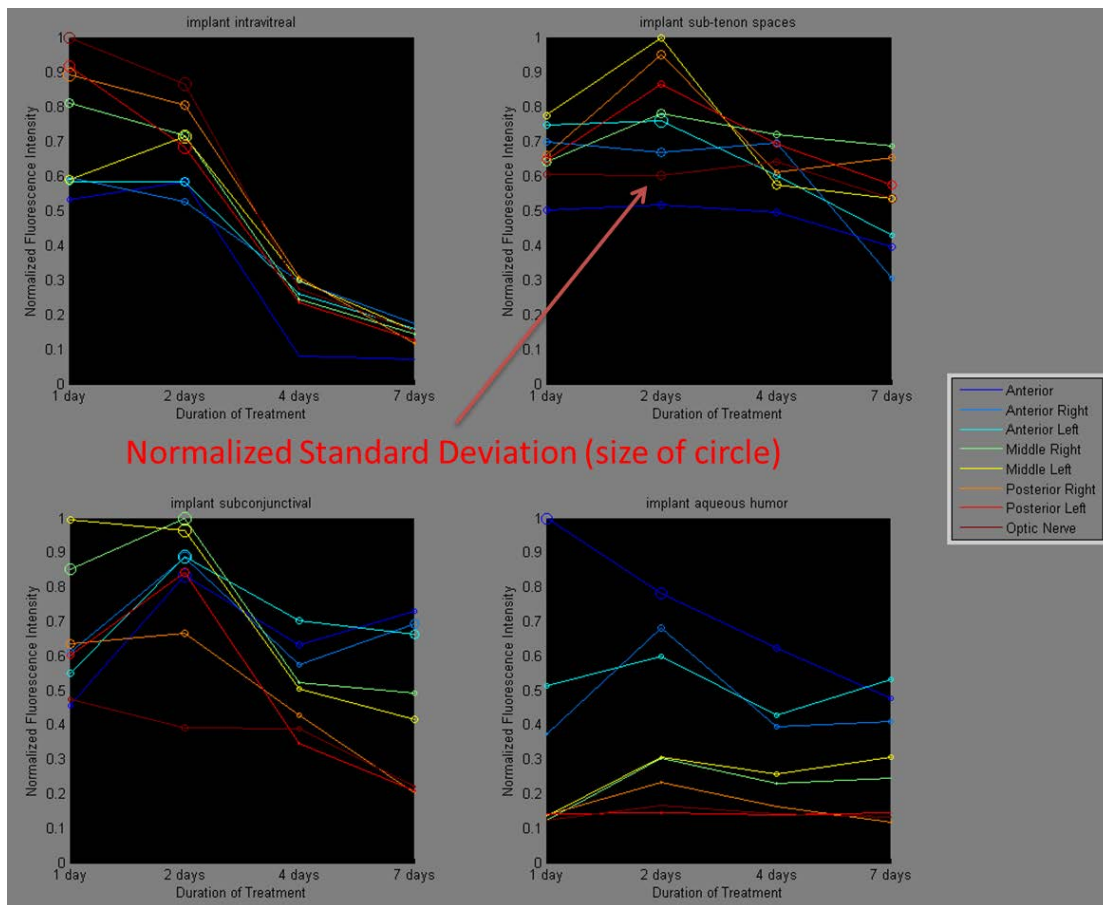 implant intravitreal
Normalized Fluorescence Intensity
1
0.9
0.8
0.7
0.6
0.5
0.4
0.3
0.2
0.1
0
1 day 2 days 4 days 7 days
Duration of Treatment
implant sub-tenon spaces
Normalized Fluorescence Intensity
1
0.9
0.8
0.7
0.6
0.5
0.4
0.3
0.2
0.1
0
1 day 2 days 4 days 7 days
Duration of Treatment
Normalized Standard Deviation (size of circle)
Anterior
Anterior Right
Anterior Left
Middle Right
Middle Left
Posterior Right
Posterior Left
Optic Nerve
implant subconjunctival
Normalized Fluorescence Intensity
1
0.9
0.8
0.7
0.6
0.5
0.4
0.3
0.2
0.1
0
1 day 2 days 4 days 7 days
Duration of Treatment
implant aqueous humor
Normalized Fluorescence Intensity
1
0.9
0.8
0.7
0.6
0.5
0.4
0.3
0.2
0.1
0
1 day 2 days 4 days 7 days
Duration of Treatment